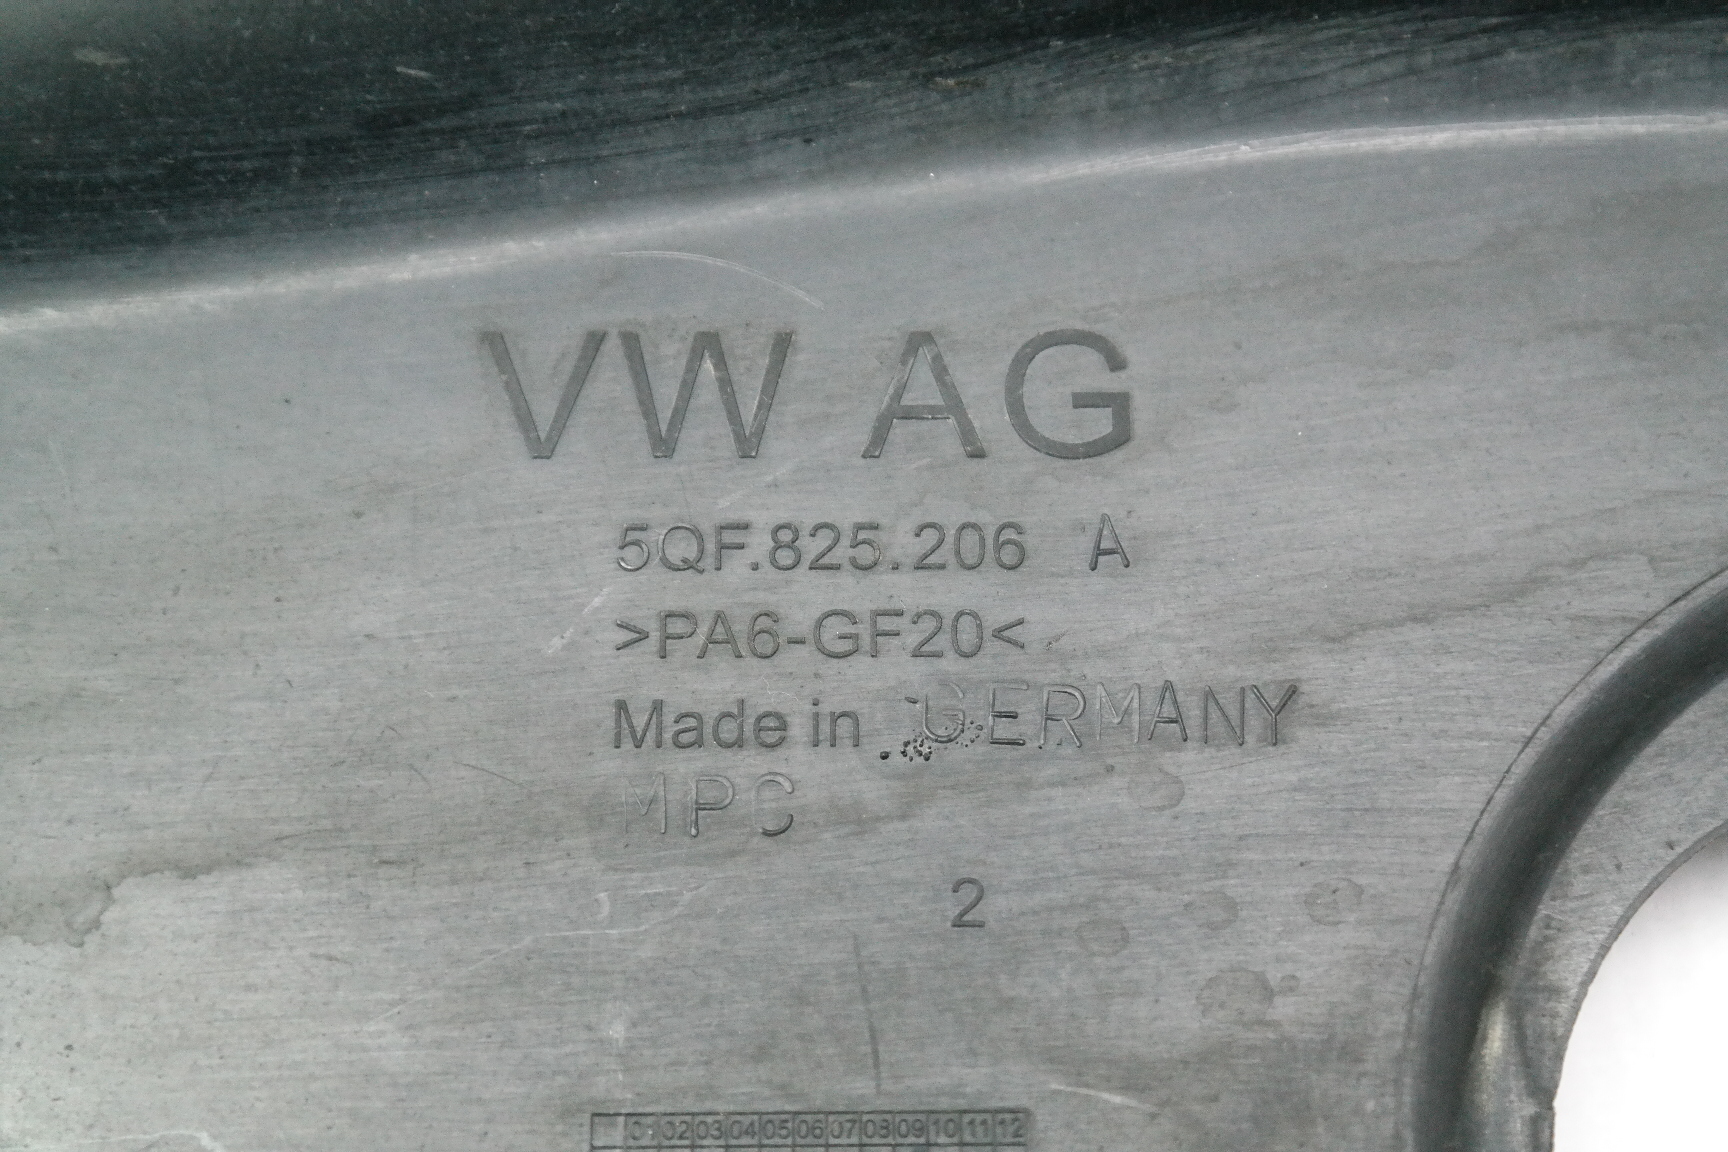 VW AG
5QF.825.206 A
>PA6-GF20<
Made in GERMANY
MPC
2
01 02 03 04 05 06 07 08 09 10 11 12